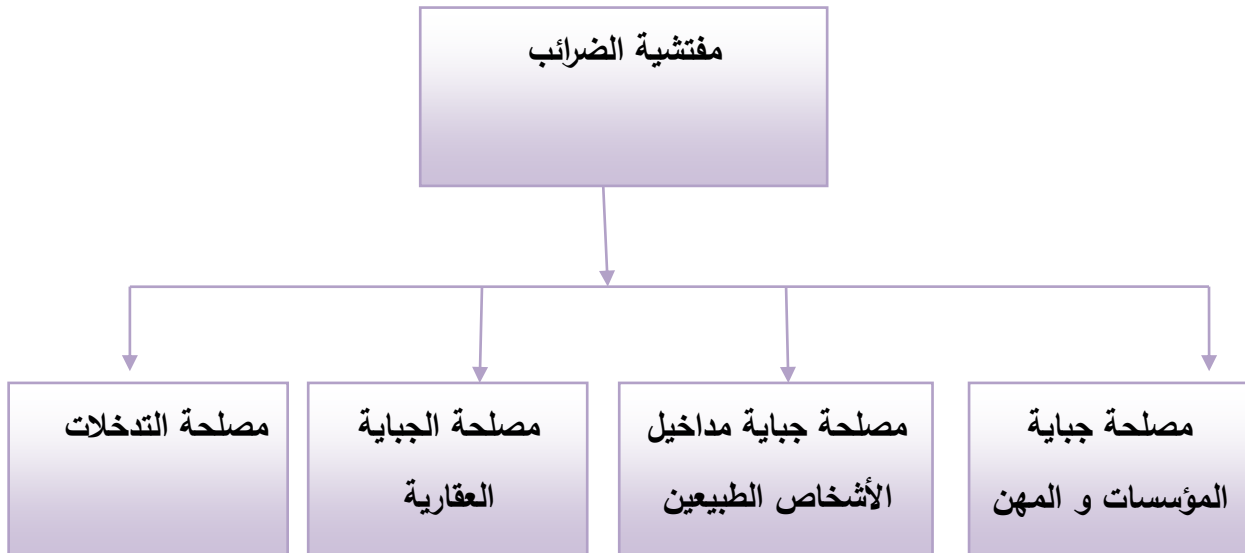 مفتشية الضرائب
مصلحة جباية
المؤسسات و المهن
مصلحة جباية مداخيل
الأشخاص الطبيعين
مصلحة الجباية
العقارية
مصلحة التدخلات